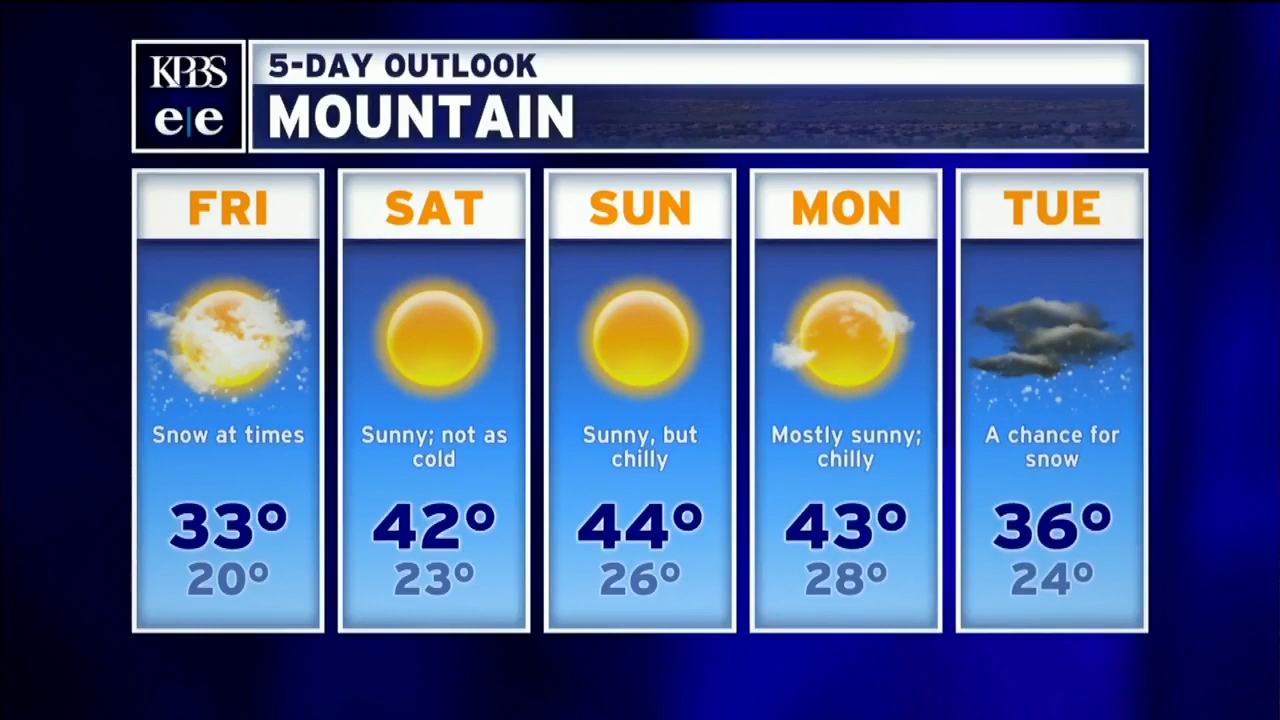 KPBS
e|e
5-DAY OUTLOOK
MOUNTAIN
FRI
Snow at times
33°
20°
SAT
Sunny; not as
cold
42°
23°
SUN
Sunny, but
chilly
44°
26°
MON
Mostly sunny;
chilly
43°
28°
TUE
A chance for
snow
36°
24°